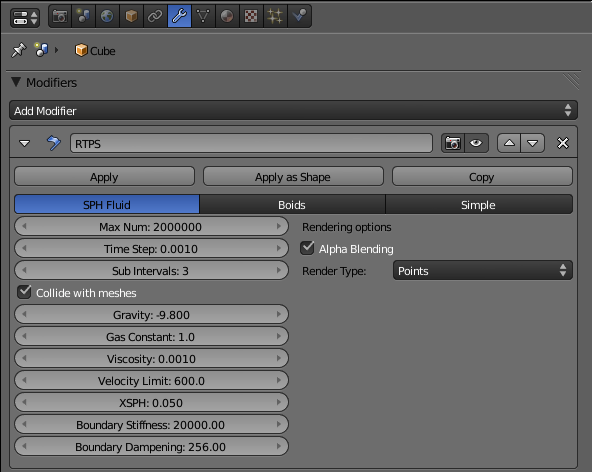 Cube
Modifiers
Add Modifier
RTPS
Apply Apply as Shape Copy
SPH Fluid Boids Simple
Max Num: 2000000 Rendering options
Time Step: 0.0010 Alpha Blending
Sub Intervals: 3 Render Type: Points
Collide with meshes
Gravity: -9.800
Gas Constant: 1.0
Viscosity: 0.0010
Velocity Limit: 600.0
XSPH: 0.050
Boundary Stiffness: 20000.00
Boundary Dampening: 256.00